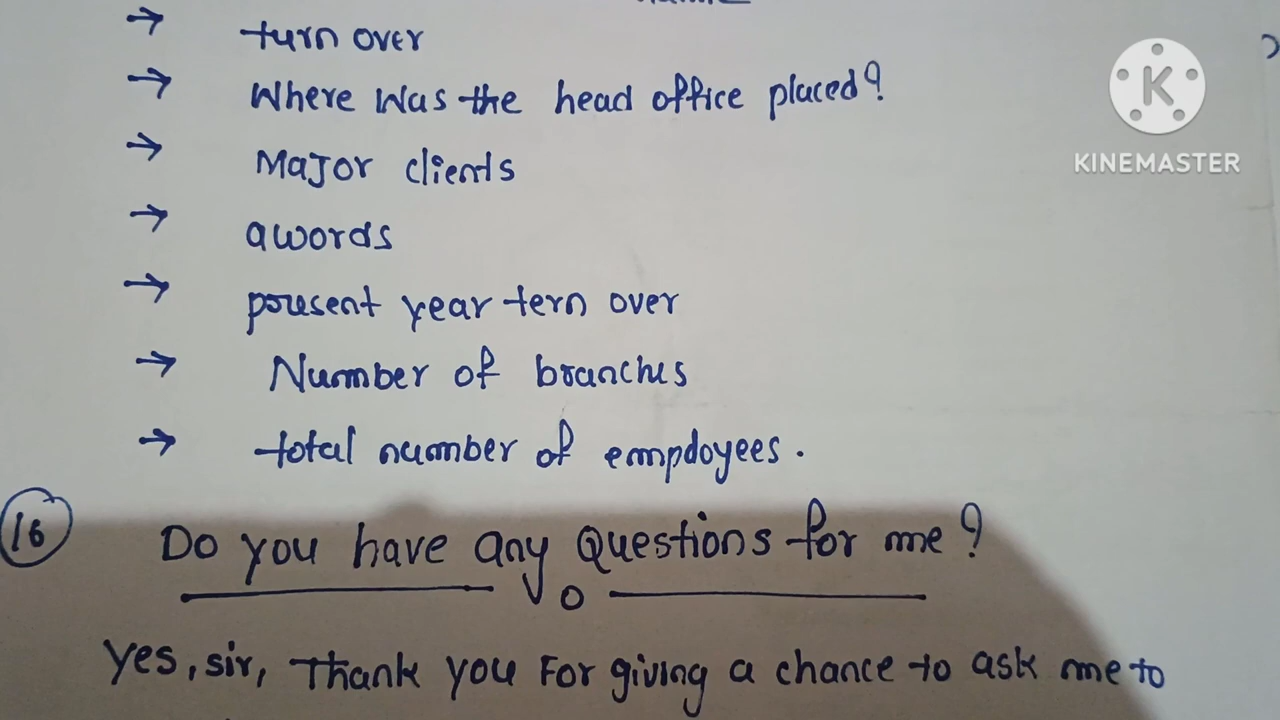 → turn over
→ Where was the head office placed?
→ Major clients
→ awords
→ present year tern over
→ Number of branches
→ total number of empdoyees.
16 Do you have any Questions for me?
Yes, sir, Thank you For giving a chance to ask me to
K
KINEMASTER